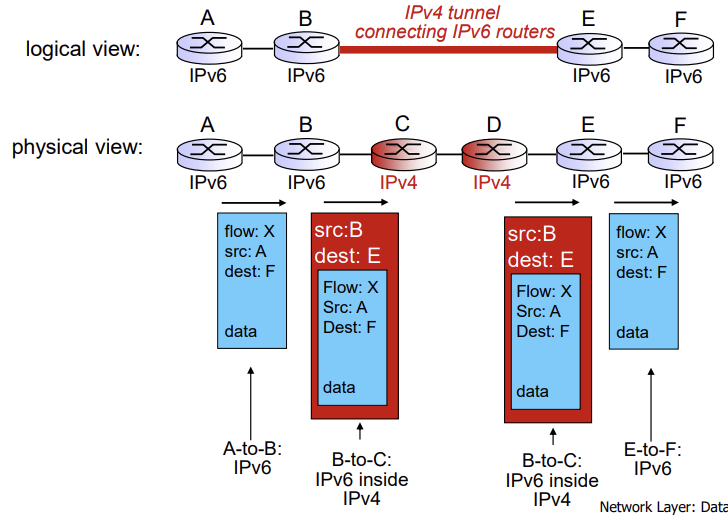 A B IPv4 tunnel E F
connecting IPv6 routers
logical view:
IPv6 IPv6 IPv6 IPv6
A B C D E F
physical view:
IPv6 IPv6 IPv4 IPv4 IPv6 IPv6
flow: X
src: A
dest: F
data
src:B
dest: E
Flow: X
Src: A
Dest: F
data
src:B
dest: E
Flow: X
Src: A
Dest: F
data
flow: X
src: A
dest: F
data
A-to-B:
IPv6
B-to-C:
IPv6 inside
IPv4
B-to-C:
IPv6 inside
IPv4
E-to-F:
IPv6
Network Layer: Data